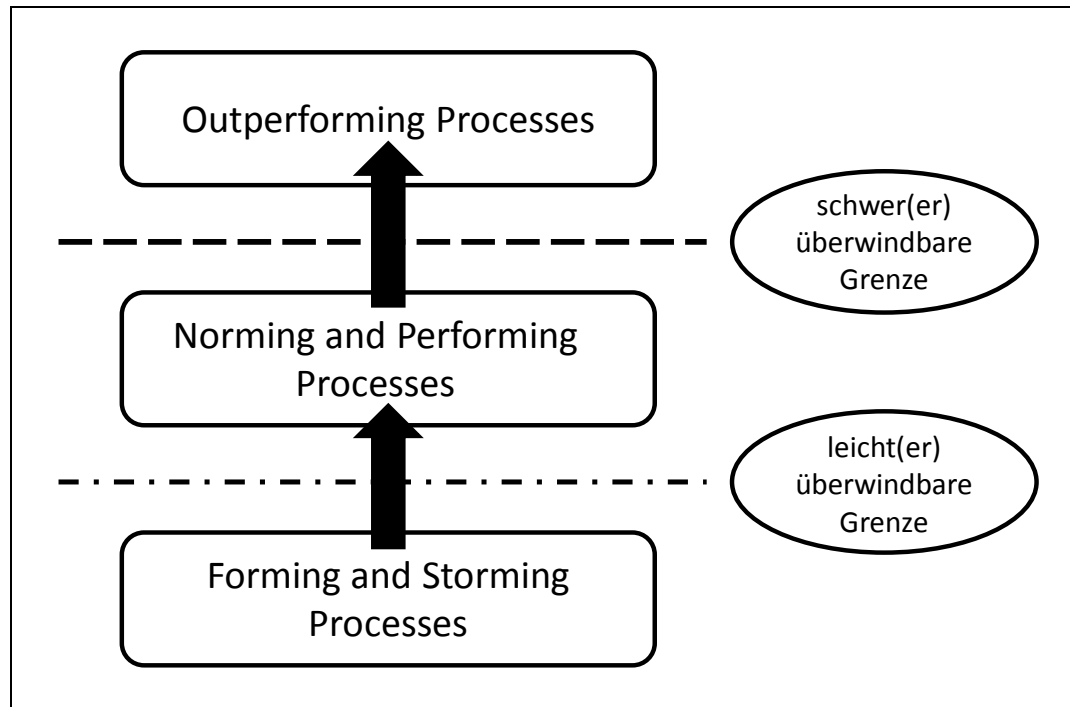 Outperforming Processes
schwer(er)
überwindbare
Grenze
Norming and Performing
Processes
leicht(er)
überwindbare
Grenze
Forming and Storming
Processes